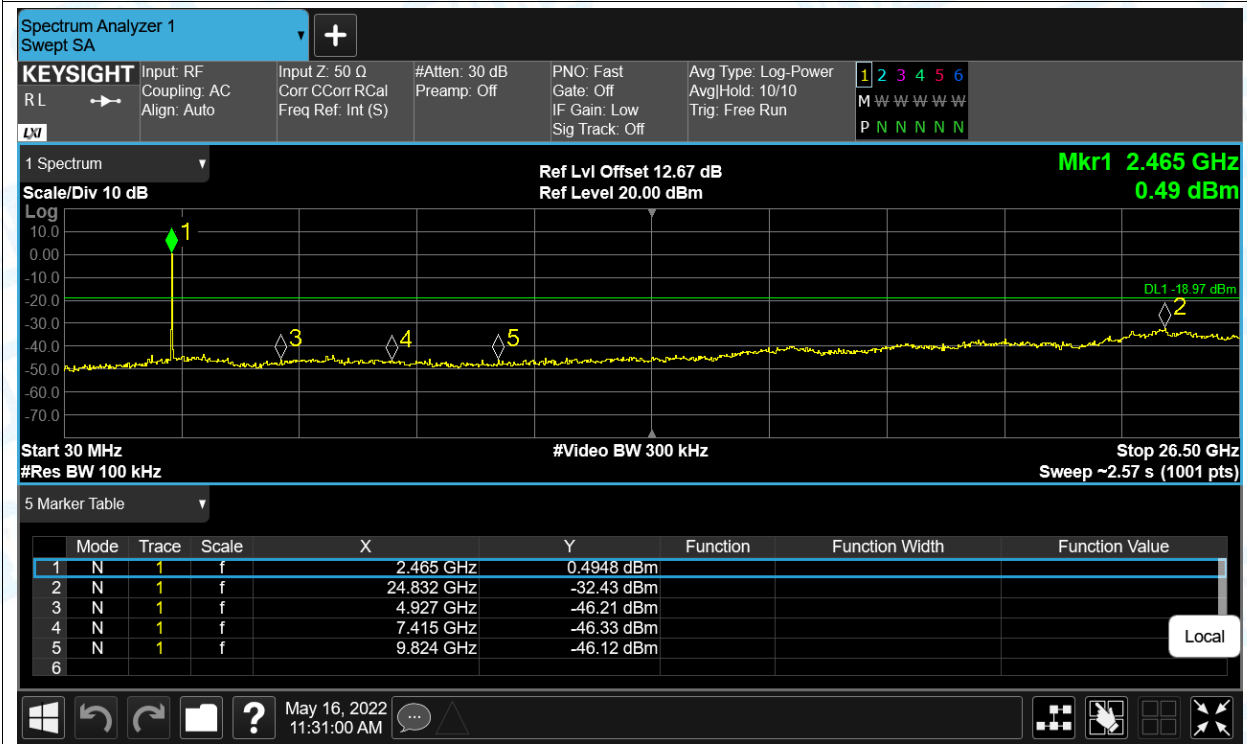 Spectrum Analyzer 1
Swept SA
KEYSIGHT
R L
LXI
Input: RF
Coupling: AC
Align: Auto
Input Z: 50 Ω
Corr CCorr RCal
Freq Ref: Int (S)
#Atten: 30 dB
Preamp: Off
PNO: Fast
Gate: Off
IF Gain: Low
Sig Track: Off
Avg Type: Log-Power
Avg|Hold: 10/10
Trig: Free Run
1 2 3 4 5 6
M W W W W W
P N N N N N
1 Spectrum
Scale/Div 10 dB
Ref Lvl Offset 12.67 dB
Ref Level 20.00 dBm
Mkr1 2.465 GHz
0.49 dBm
Log
10.0
0.00
-10.0
-20.0
-30.0
-40.0
-50.0
-60.0
-70.0
1
DL1 -18.97 dBm
2
3
4
5
Start 30 MHz
#Video BW 300 kHz
Stop 26.50 GHz
#Res BW 100 kHz
Sweep ~2.57 s (1001 pts)
5 Marker Table
Mode Trace Scale X Y Function Function Width Function Value
1 N 1 f 2.465 GHz 0.4948 dBm
2 N 1 f 24.832 GHz -32.43 dBm
3 N 1 f 4.927 GHz -46.21 dBm
4 N 1 f 7.415 GHz -46.33 dBm
5 N 1 f 9.824 GHz -46.12 dBm
6
Local
?
May 16, 2022
11:31:00 AM